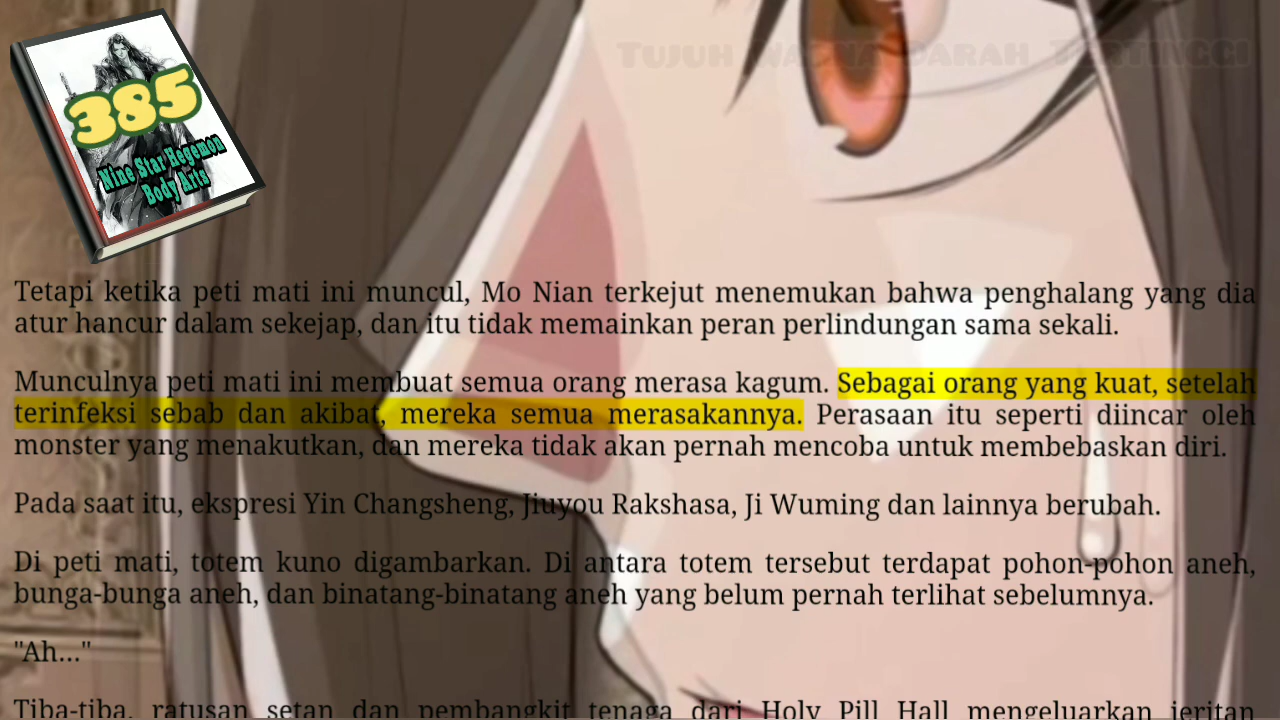 TUJUH WARNA DARAH TERTINGGI
385
Nine Star Hegemon
Body Arts
Tetapi ketika peti mati ini muncul, Mo Nian terkejut menemukan bahwa penghalang yang dia
atur hancur dalam sekejap, dan itu tidak memainkan peran perlindungan sama sekali.
Munculnya peti mati ini membuat semua orang merasa kagum. Sebagai orang yang kuat, setelah
terinfeksi sebab dan akibat, mereka semua merasakannya. Perasaan itu seperti diincar oleh
monster yang menakutkan, dan mereka tidak akan pernah mencoba untuk membebaskan diri.
Pada saat itu, ekspresi Yin Changsheng, Jiuyou Rakshasa, Ji Wuming dan lainnya berubah.
Di peti mati, totem kuno digambarkan. Di antara totem tersebut terdapat pohon-pohon aneh,
bunga-bunga aneh, dan binatang-binatang aneh yang belum pernah terlihat sebelumnya.
"Ah..."
Tiba-tiba, ratusan setan dan pembangkit tenaga dari Holy Pill Hall mengeluarkan jeritan